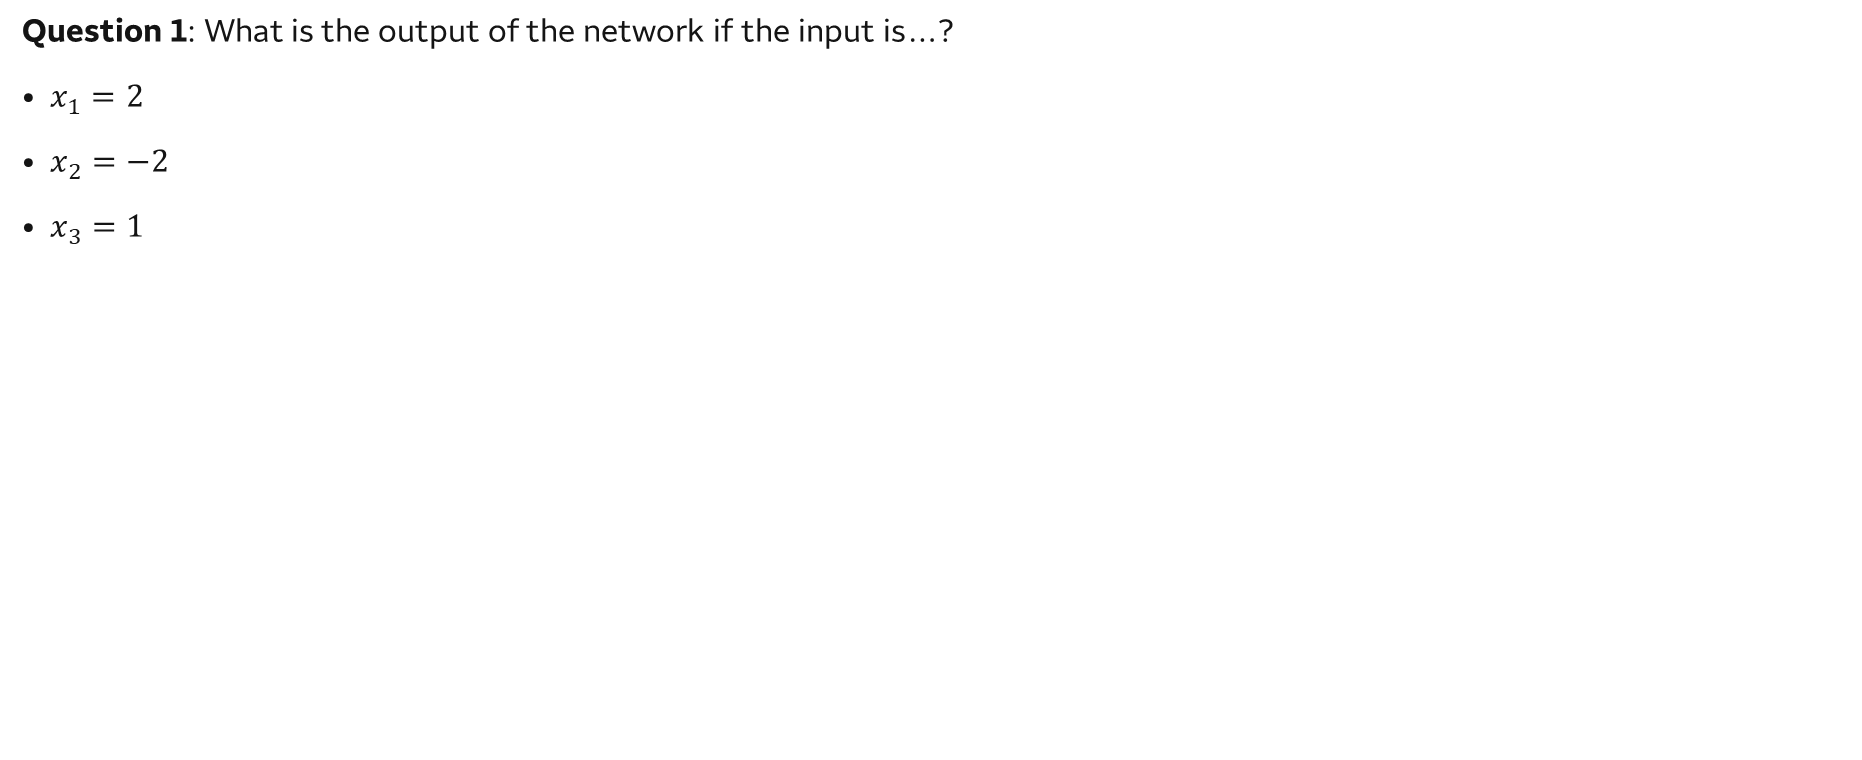 Question 1: What is the output of the network if the input is…?
• x₁ = 2
• x₂ = −2
• x₃ = 1